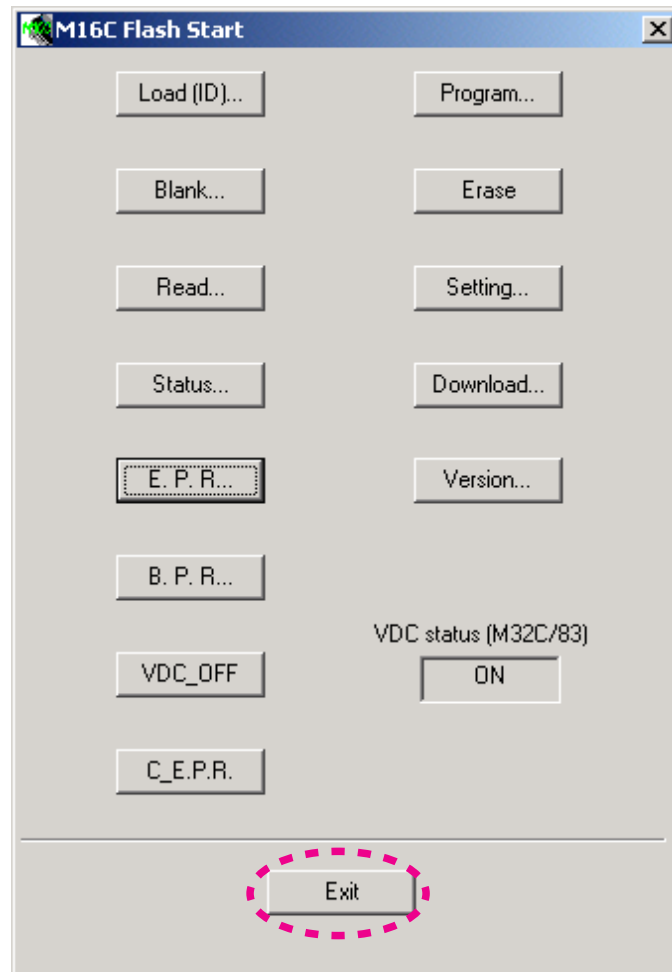 M16C Flash Start
Load (ID)... Program...
Blank... Erase
Read... Setting...
Status... Download...
E. P. R... Version...
B. P. R...
VDC status (M32C/83)
VDC_OFF ON
C_E.P.R.
Exit